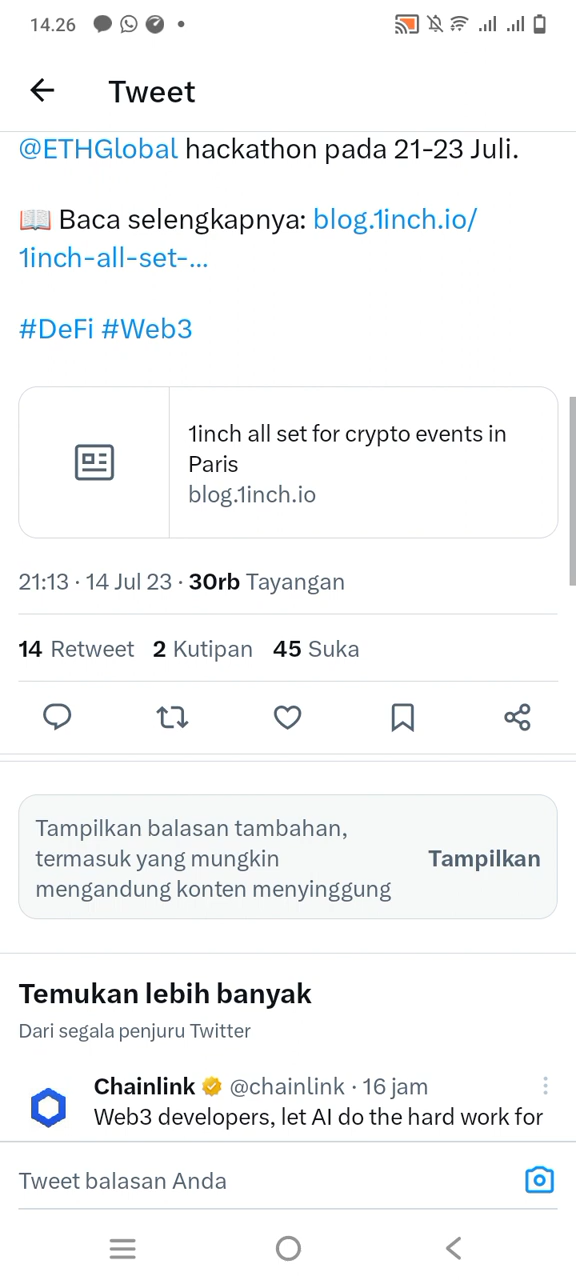 14.26
Tweet
@ETHGlobal hackathon pada 21-23 Juli.
📖 Baca selengkapnya: blog.1inch.io/
1inch-all-set-...
#DeFi #Web3
1inch all set for crypto events in
Paris
blog.1inch.io
21:13 · 14 Jul 23 · 30rb Tayangan
14 Retweet 2 Kutipan 45 Suka
Tampilkan balasan tambahan,
termasuk yang mungkin
mengandung konten menyinggung
Tampilkan
Temukan lebih banyak
Dari segala penjuru Twitter
Chainlink @chainlink · 16 jam
Web3 developers, let AI do the hard work for
Tweet balasan Anda